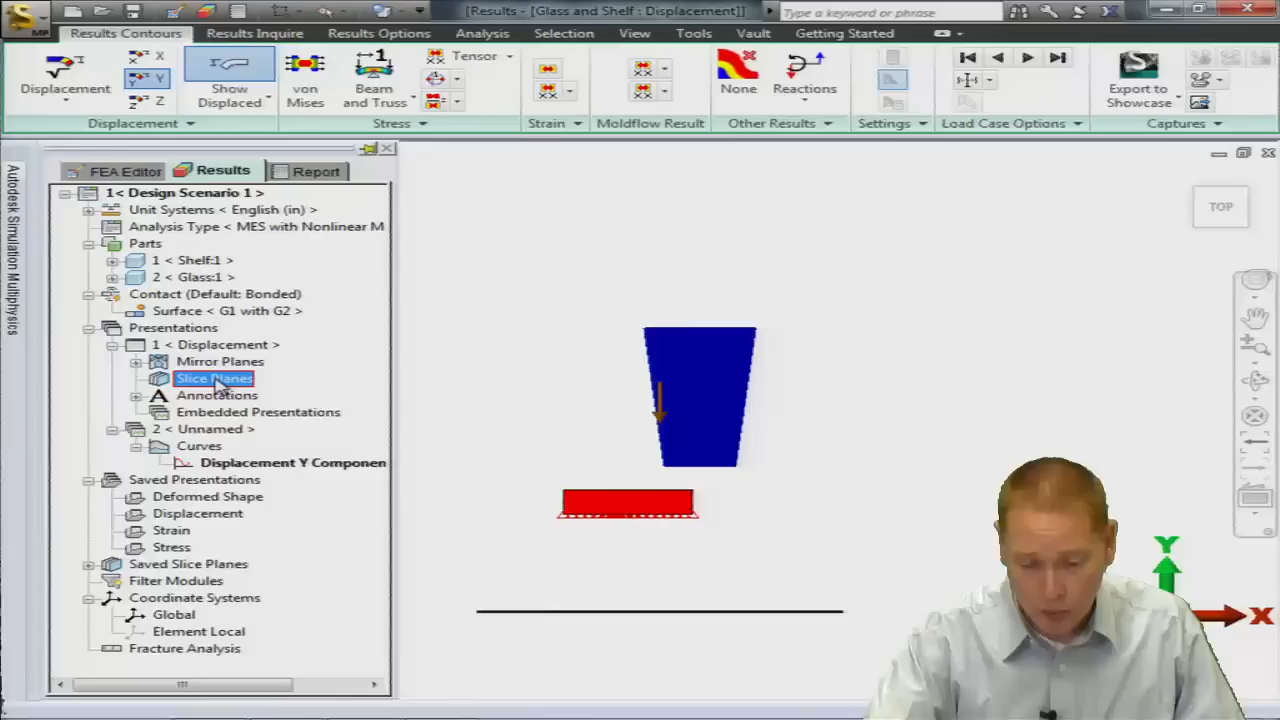 [Results - [Glass and Shelf : Displacement]]
Type a keyword or phrase
MP
Results Contours
Results Inquire
Results Options
Analysis
Selection
View
Tools
Vault
Getting Started
Displacement
X
Y
Z
Show Displaced
von Mises
Beam and Truss
Tensor
None
Reactions
Export to Showcase
Displacement
Stress
Strain
Moldflow Result
Other Results
Settings
Load Case Options
Captures
Autodesk Simulation Multiphysics
FEA Editor
Results
Report
1< Design Scenario 1 >
Unit Systems < English (in) >
Analysis Type < MES with Nonlinear M
Parts
1 < Shelf:1 >
2 < Glass:1 >
Contact (Default: Bonded)
Surface < G1 with G2 >
Presentations
1 < Displacement >
Mirror Planes
Slice Planes
Annotations
Embedded Presentations
2 < Unnamed >
Curves
Displacement Y Componen
Saved Presentations
Deformed Shape
Displacement
Strain
Stress
Saved Slice Planes
Filter Modules
Coordinate Systems
Global
Element Local
Fracture Analysis
TOP
Y
X